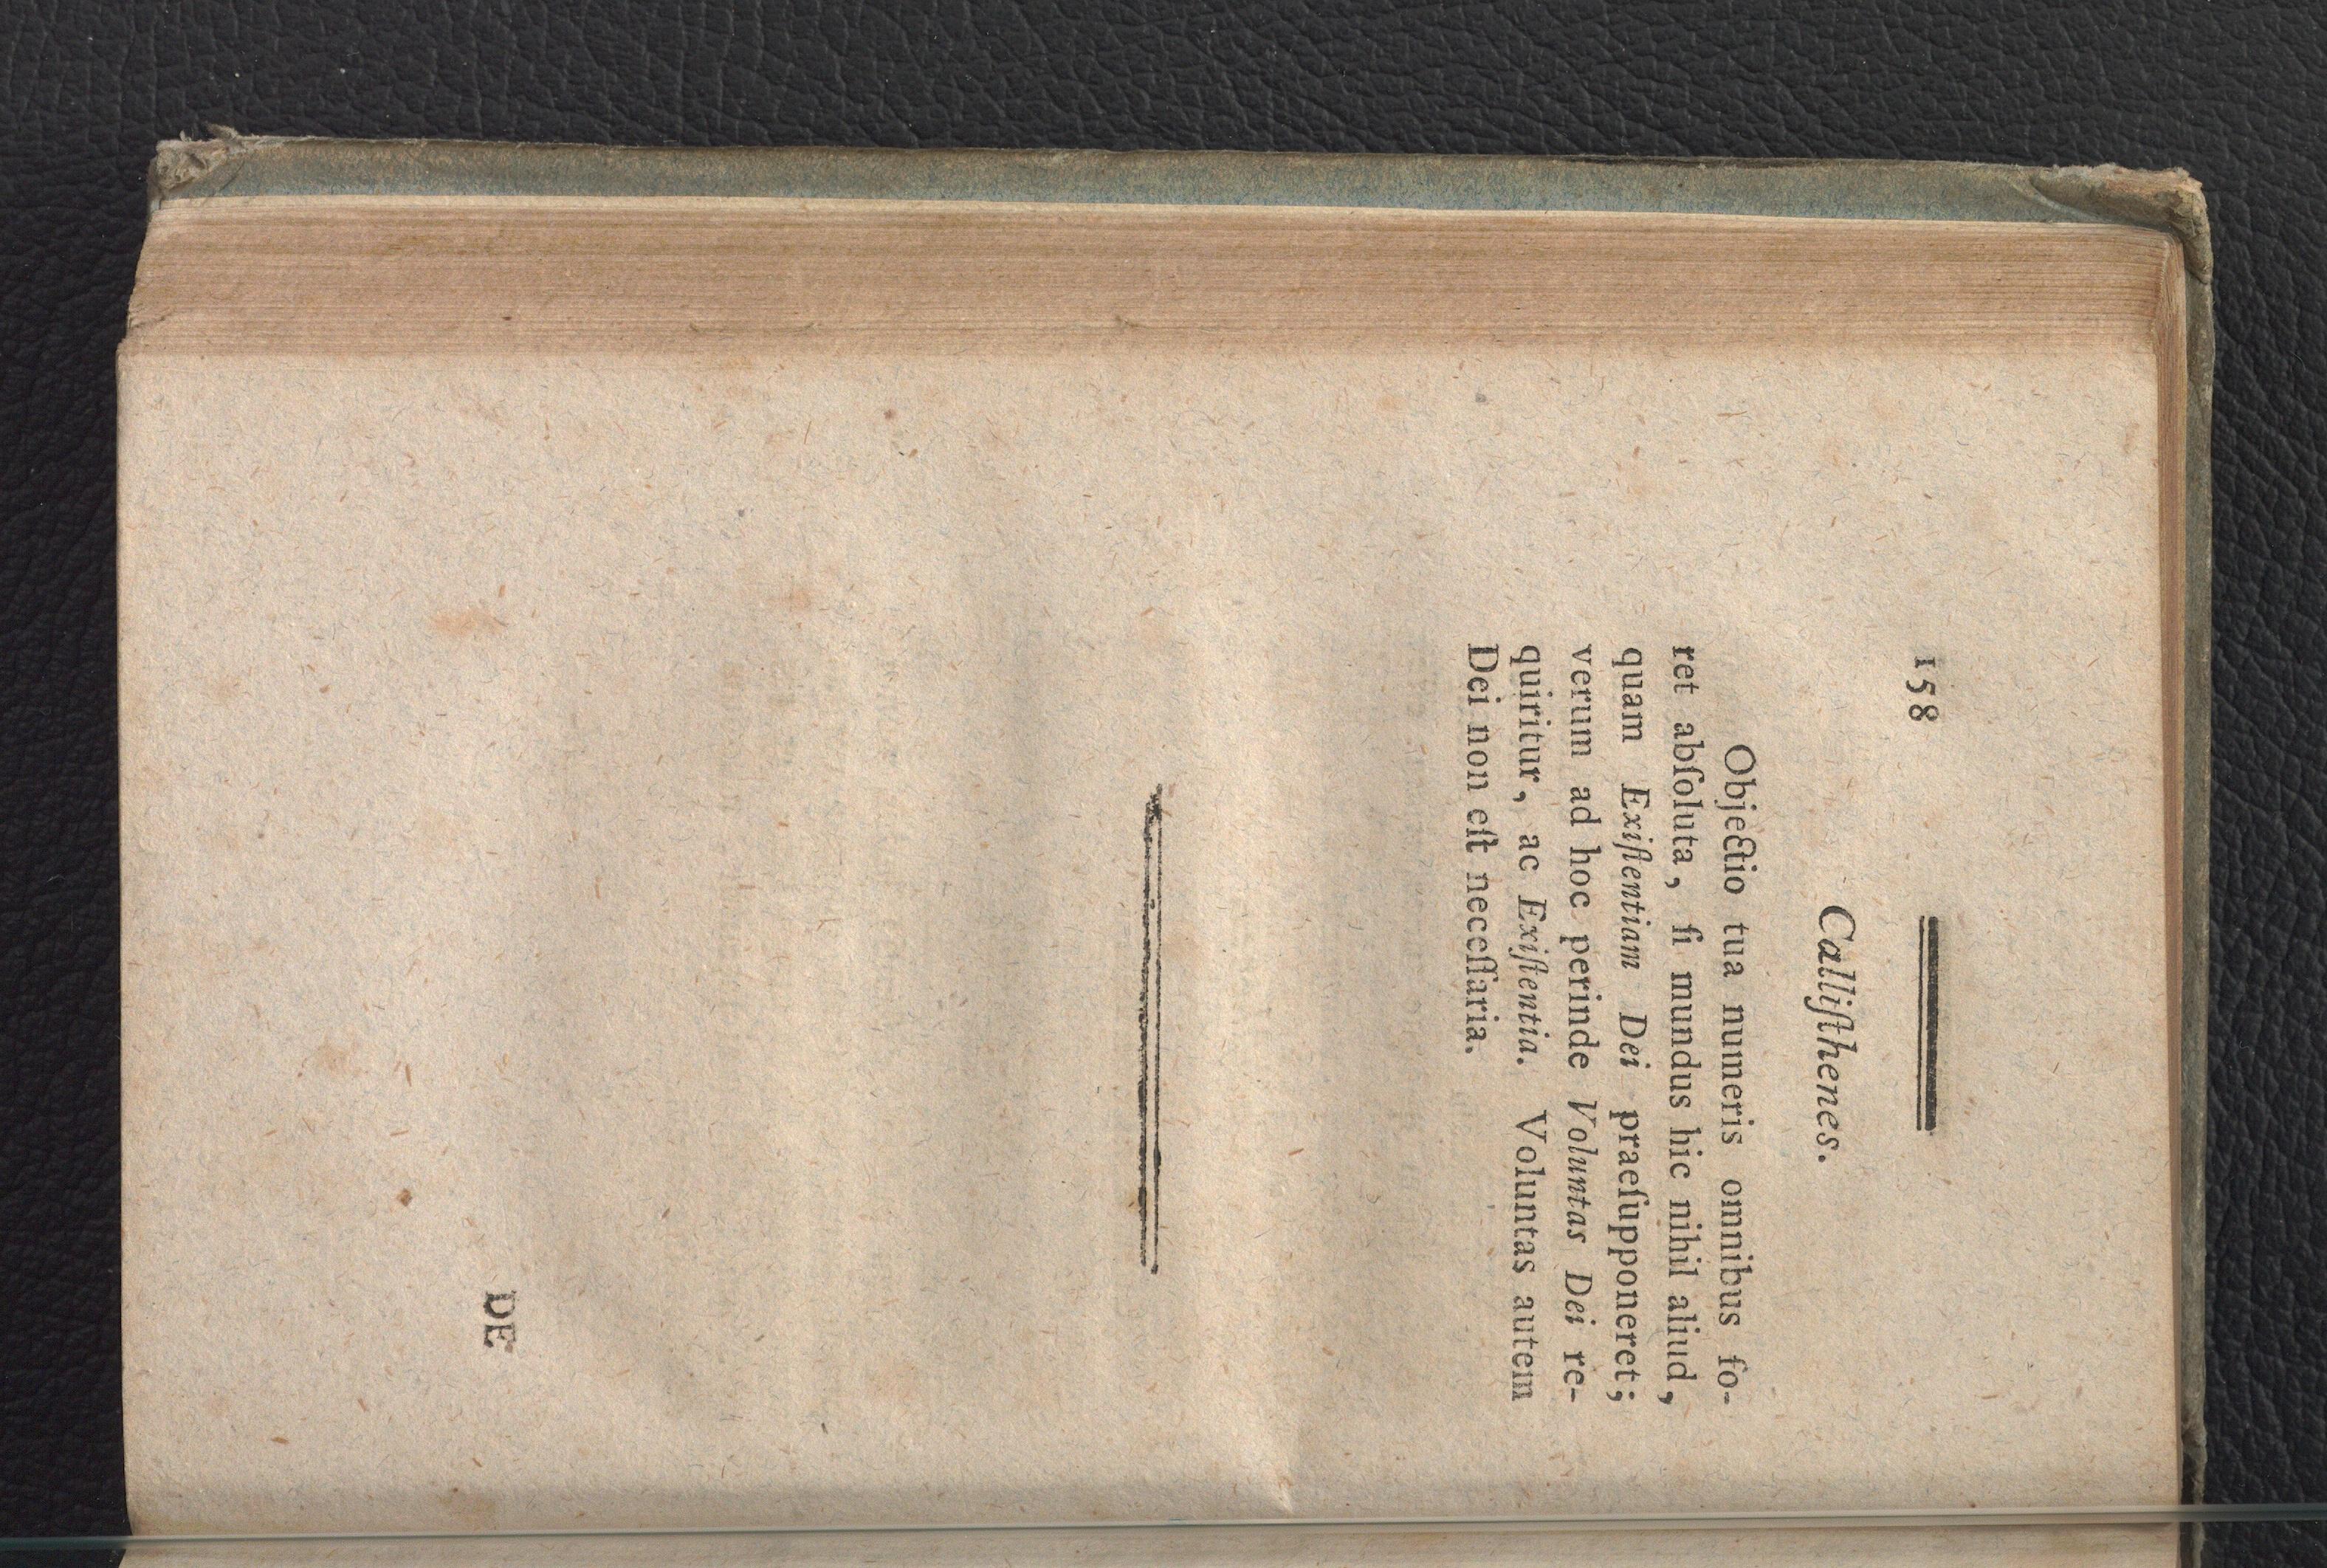 158
Calliſthenes.
Objectio tua numeris omnibus fo-
ret abſoluta, ſi mundus hic nihil aliud,
quam Exiſtentiam Dei praeſupponeret;
verum ad hoc perinde Voluntas Dei re-
quiritur, ac Exiſtentia. Voluntas autem
Dei non eſt neceſſaria.
DE